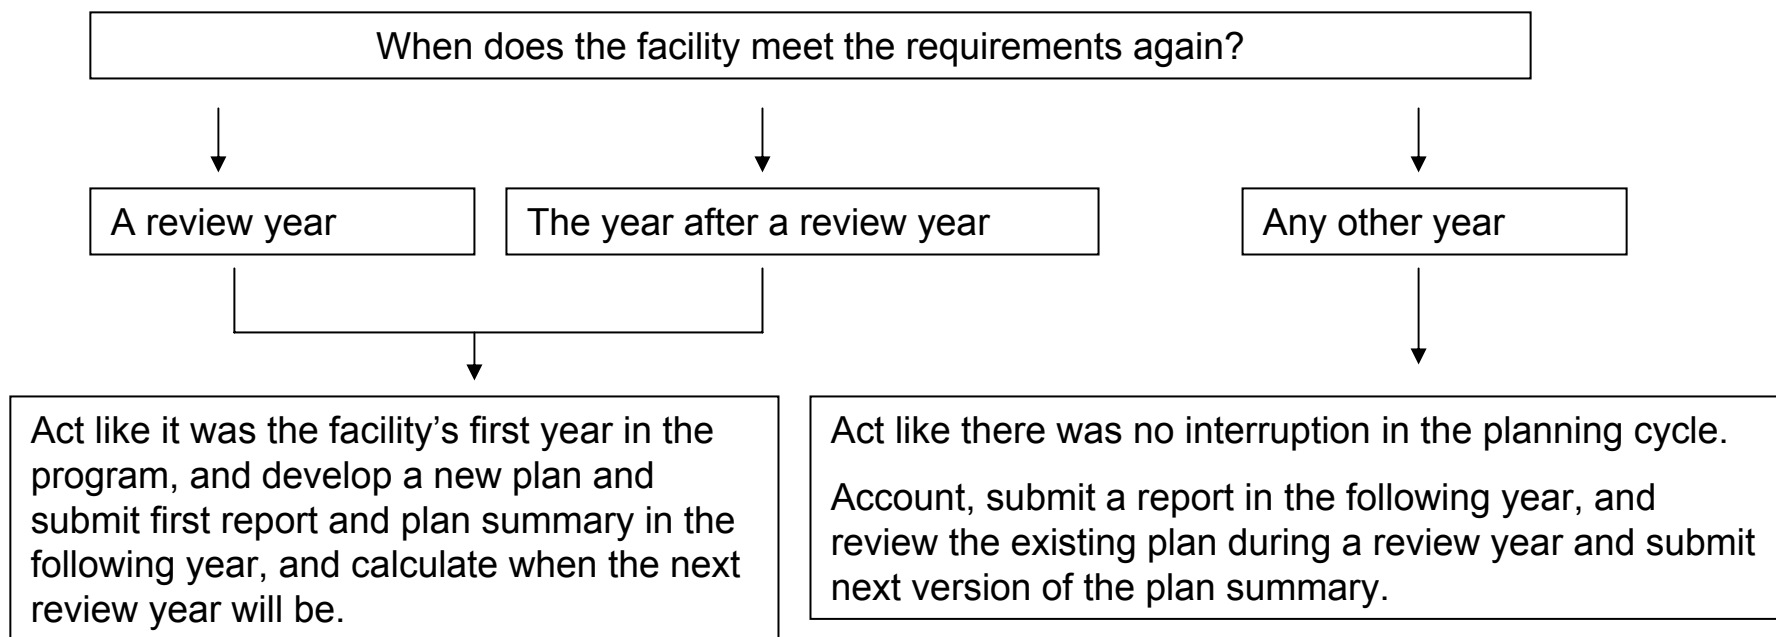 When does the facility meet the requirements again?
A review year
The year after a review year
Any other year
Act like it was the facility’s first year in the
program, and develop a new plan and
submit first report and plan summary in the
following year, and calculate when the next
review year will be.
Act like there was no interruption in the planning cycle.
Account, submit a report in the following year, and
review the existing plan during a review year and submit
next version of the plan summary.